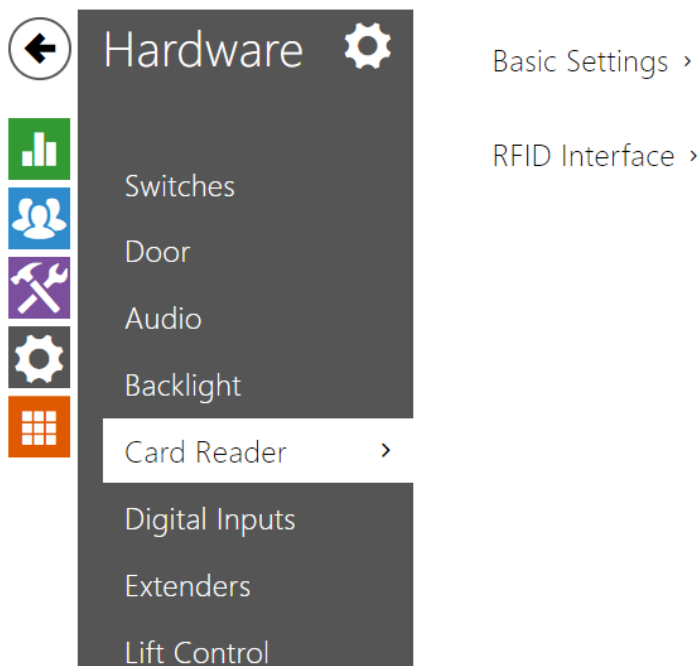 Hardware
Switches
Door
Audio
Backlight
Card Reader
Digital Inputs
Extenders
Lift Control
Basic Settings
RFID Interface